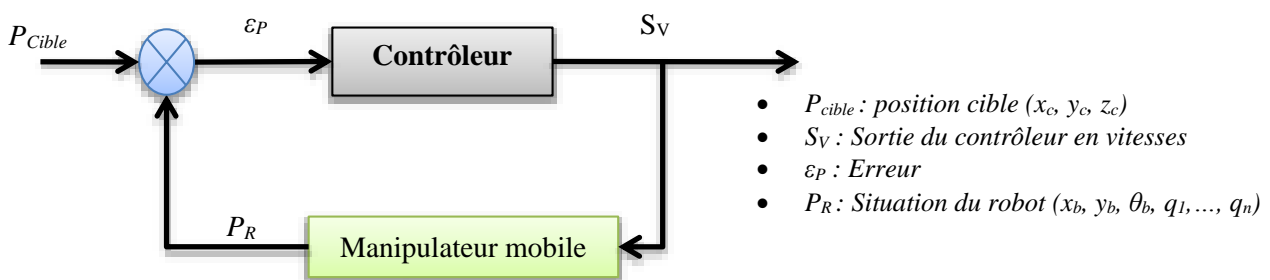 P_Cible
ε_P
Contrôleur
S_V
P_R
Manipulateur mobile
• P_cible : position cible (x_c, y_c, z_c)
• S_V : Sortie du contrôleur en vitesses
• ε_P : Erreur
• P_R : Situation du robot (x_b, y_b, θ_b, q_1,..., q_n)